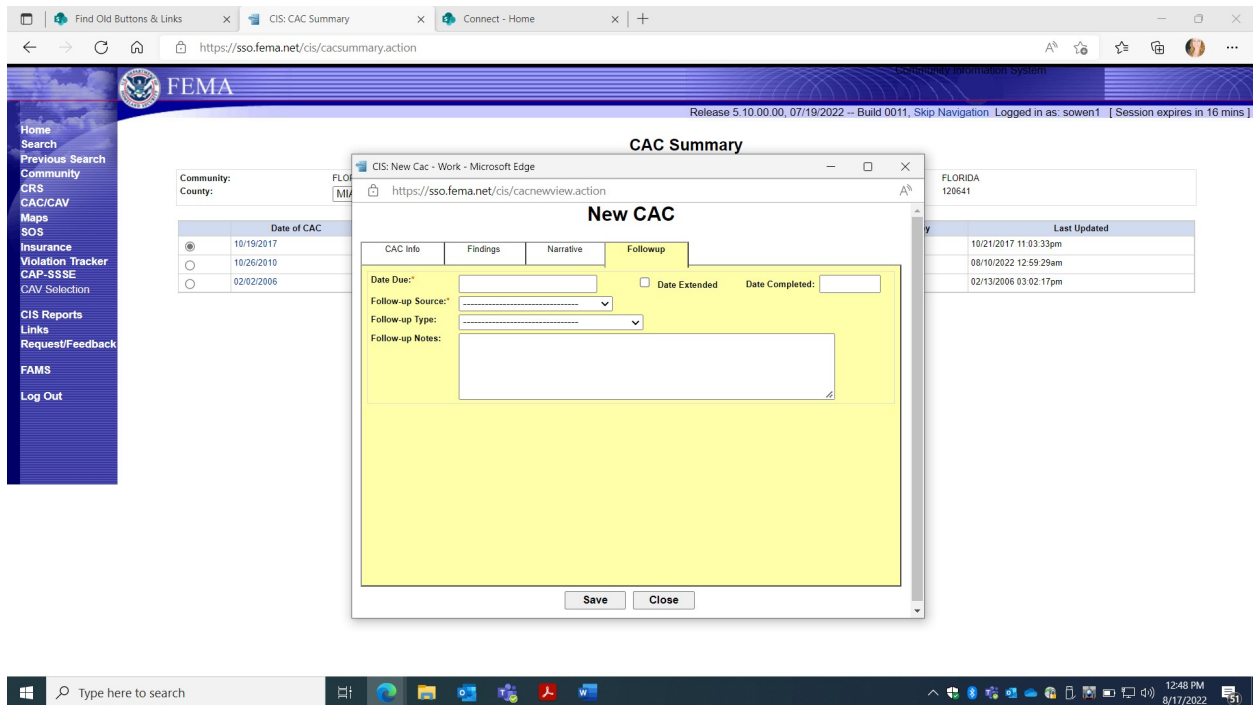 Find Old Buttons & Links
CIS: CAC Summary
Connect - Home
https://sso.fema.net/cis/cacsummary.action
FEMA
Community Information System
Release 5.10.00.00, 07/19/2022 -- Build 0011, Skip Navigation Logged in as: sowen1 [ Session expires in 16 mins ]
Home
Search
Previous Search
Community
CRS
CAC/CAV
Maps
SOS
Insurance
Violation Tracker
CAP-SSSE
CAV Selection
CIS Reports
Links
Request/Feedback
FAMS
Log Out
CAC Summary
Community: FLO FLORIDA
County: MIA 120641
Date of CAC y Last Updated
10/19/2017 10/21/2017 11:03:33pm
10/26/2010 08/10/2022 12:59:29am
02/02/2006 02/13/2006 03:02:17pm
CIS: New Cac - Work - Microsoft Edge
https://sso.fema.net/cis/cacnewview.action
New CAC
CAC Info Findings Narrative Followup
Date Due:* Date Extended Date Completed:
Follow-up Source:* --------------------------------
Follow-up Type: --------------------------------
Follow-up Notes:
Save Close
Type here to search
12:48 PM
8/17/2022
51